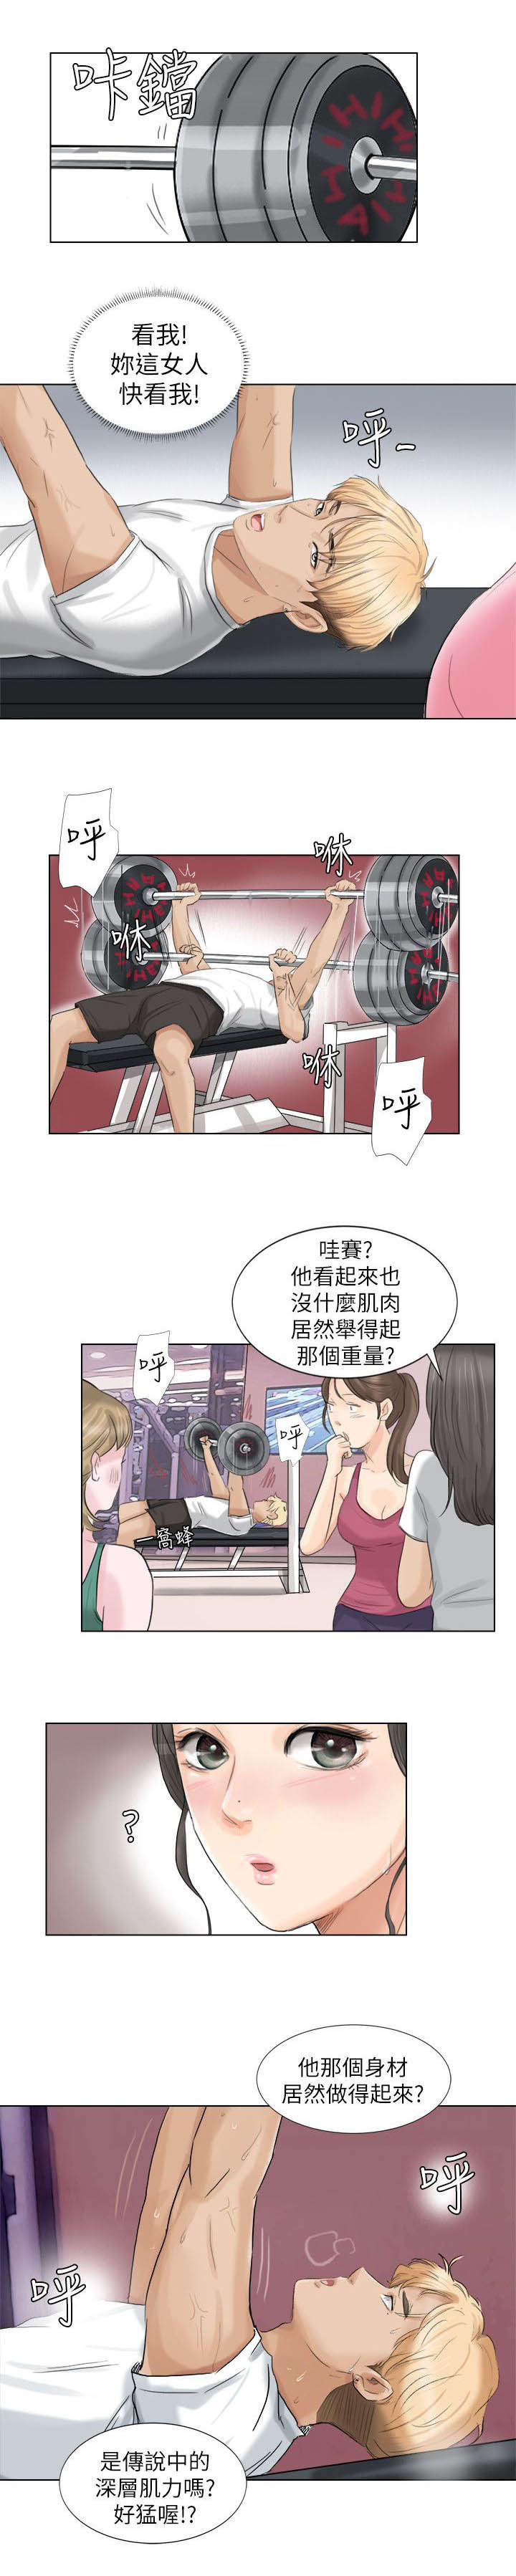 咔鐺
看我!
妳這女人
快看我!
呼-
呼
咻
咻
咻
呼
哇賽?
他看起來也
沒什麼肌肉
居然舉得起
那個重量?
呼
呼
一窩蜂
?
他那個身材
居然做得起來?
呼
呼
是傳說中的
深層肌力嗎?
好猛喔!?